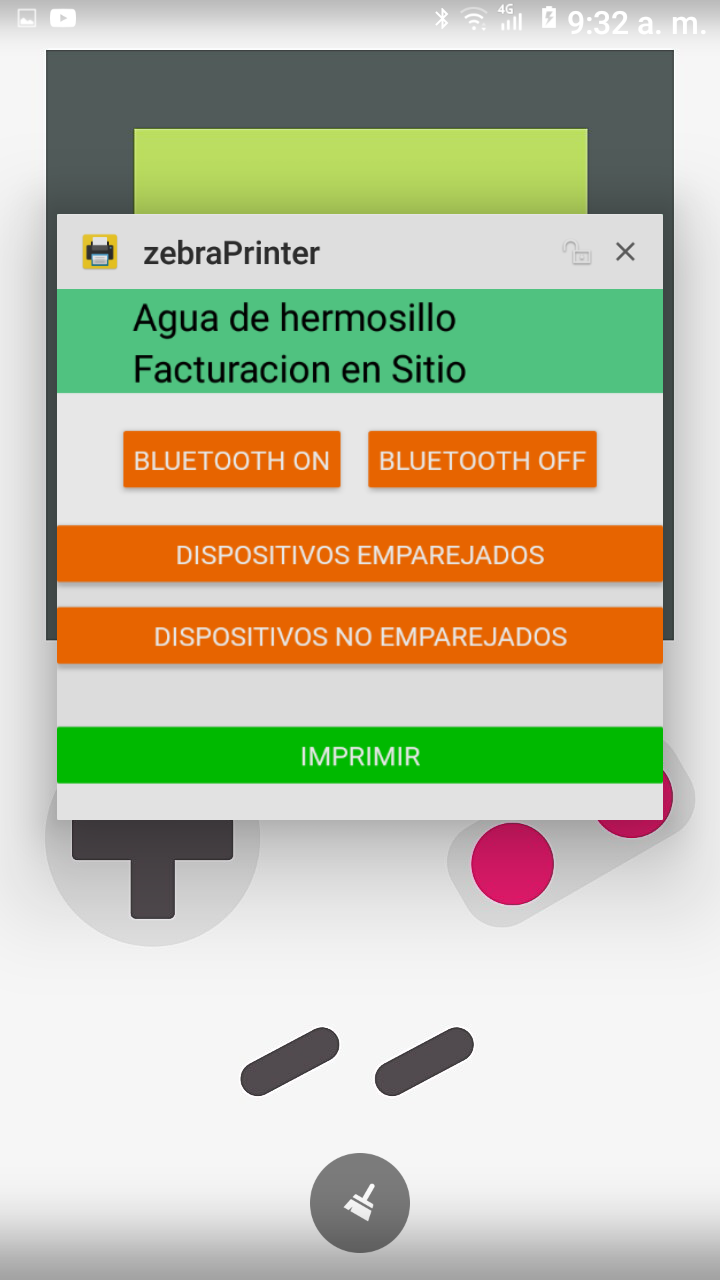 4G
9:32 a. m.
zebraPrinter
Agua de hermosillo
Facturacion en Sitio
BLUETOOTH ON
BLUETOOTH OFF
DISPOSITIVOS EMPAREJADOS
DISPOSITIVOS NO EMPAREJADOS
IMPRIMIR